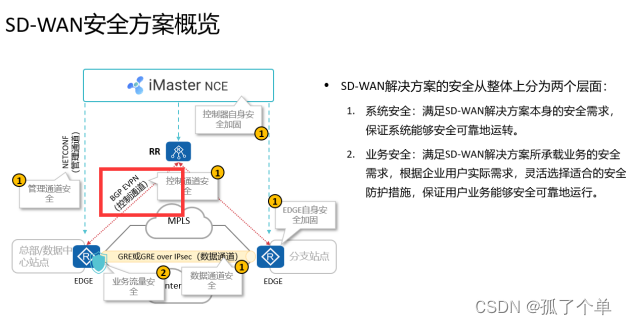 SD-WAN安全方案概览
iMaster NCE
控制器自身安
全加固
1
RR
NETCONF
(管理通道)
1
管理通道安
全
BGP EVPN
(控制通道)
控制通道安
全
1
MPLS
1
EDGE自身安
全加固
总部/数据中
心站点
EDGE
GRE或GRE over IPsec（数据通道）
分支站点
EDGE
2
业务流量安
全
1
数据通道安
全
• SD-WAN解决方案的安全从整体上分为两个层面：
1. 系统安全：满足SD-WAN解决方案本身的安全需求，
保证系统能够安全可靠地运转。
2. 业务安全：满足SD-WAN解决方案所承载业务的安全
需求，根据企业用户实际需求，灵活选择适合的安全
防护措施，保证用户业务能够安全可靠地运行。
CSDN @孤了个单